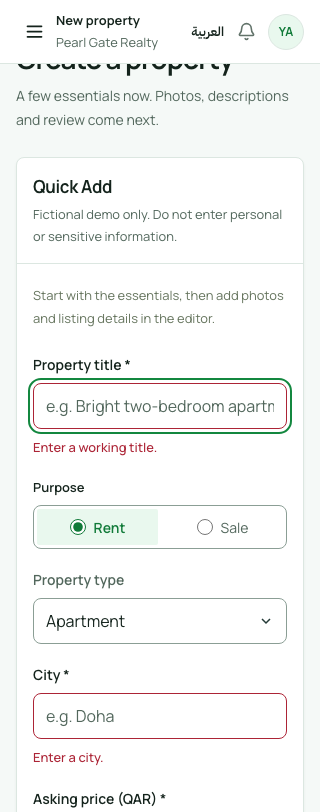 New property
Pearl Gate Realty
العربية
YA
Create a property
A few essentials now. Photos, descriptions
and review come next.
Quick Add
Fictional demo only. Do not enter personal
or sensitive information.
Start with the essentials, then add photos
and listing details in the editor.
Property title *
e.g. Bright two-bedroom apartn
Enter a working title.
Purpose
Rent
Sale
Property type
Apartment
City *
e.g. Doha
Enter a city.
Asking price (QAR) *